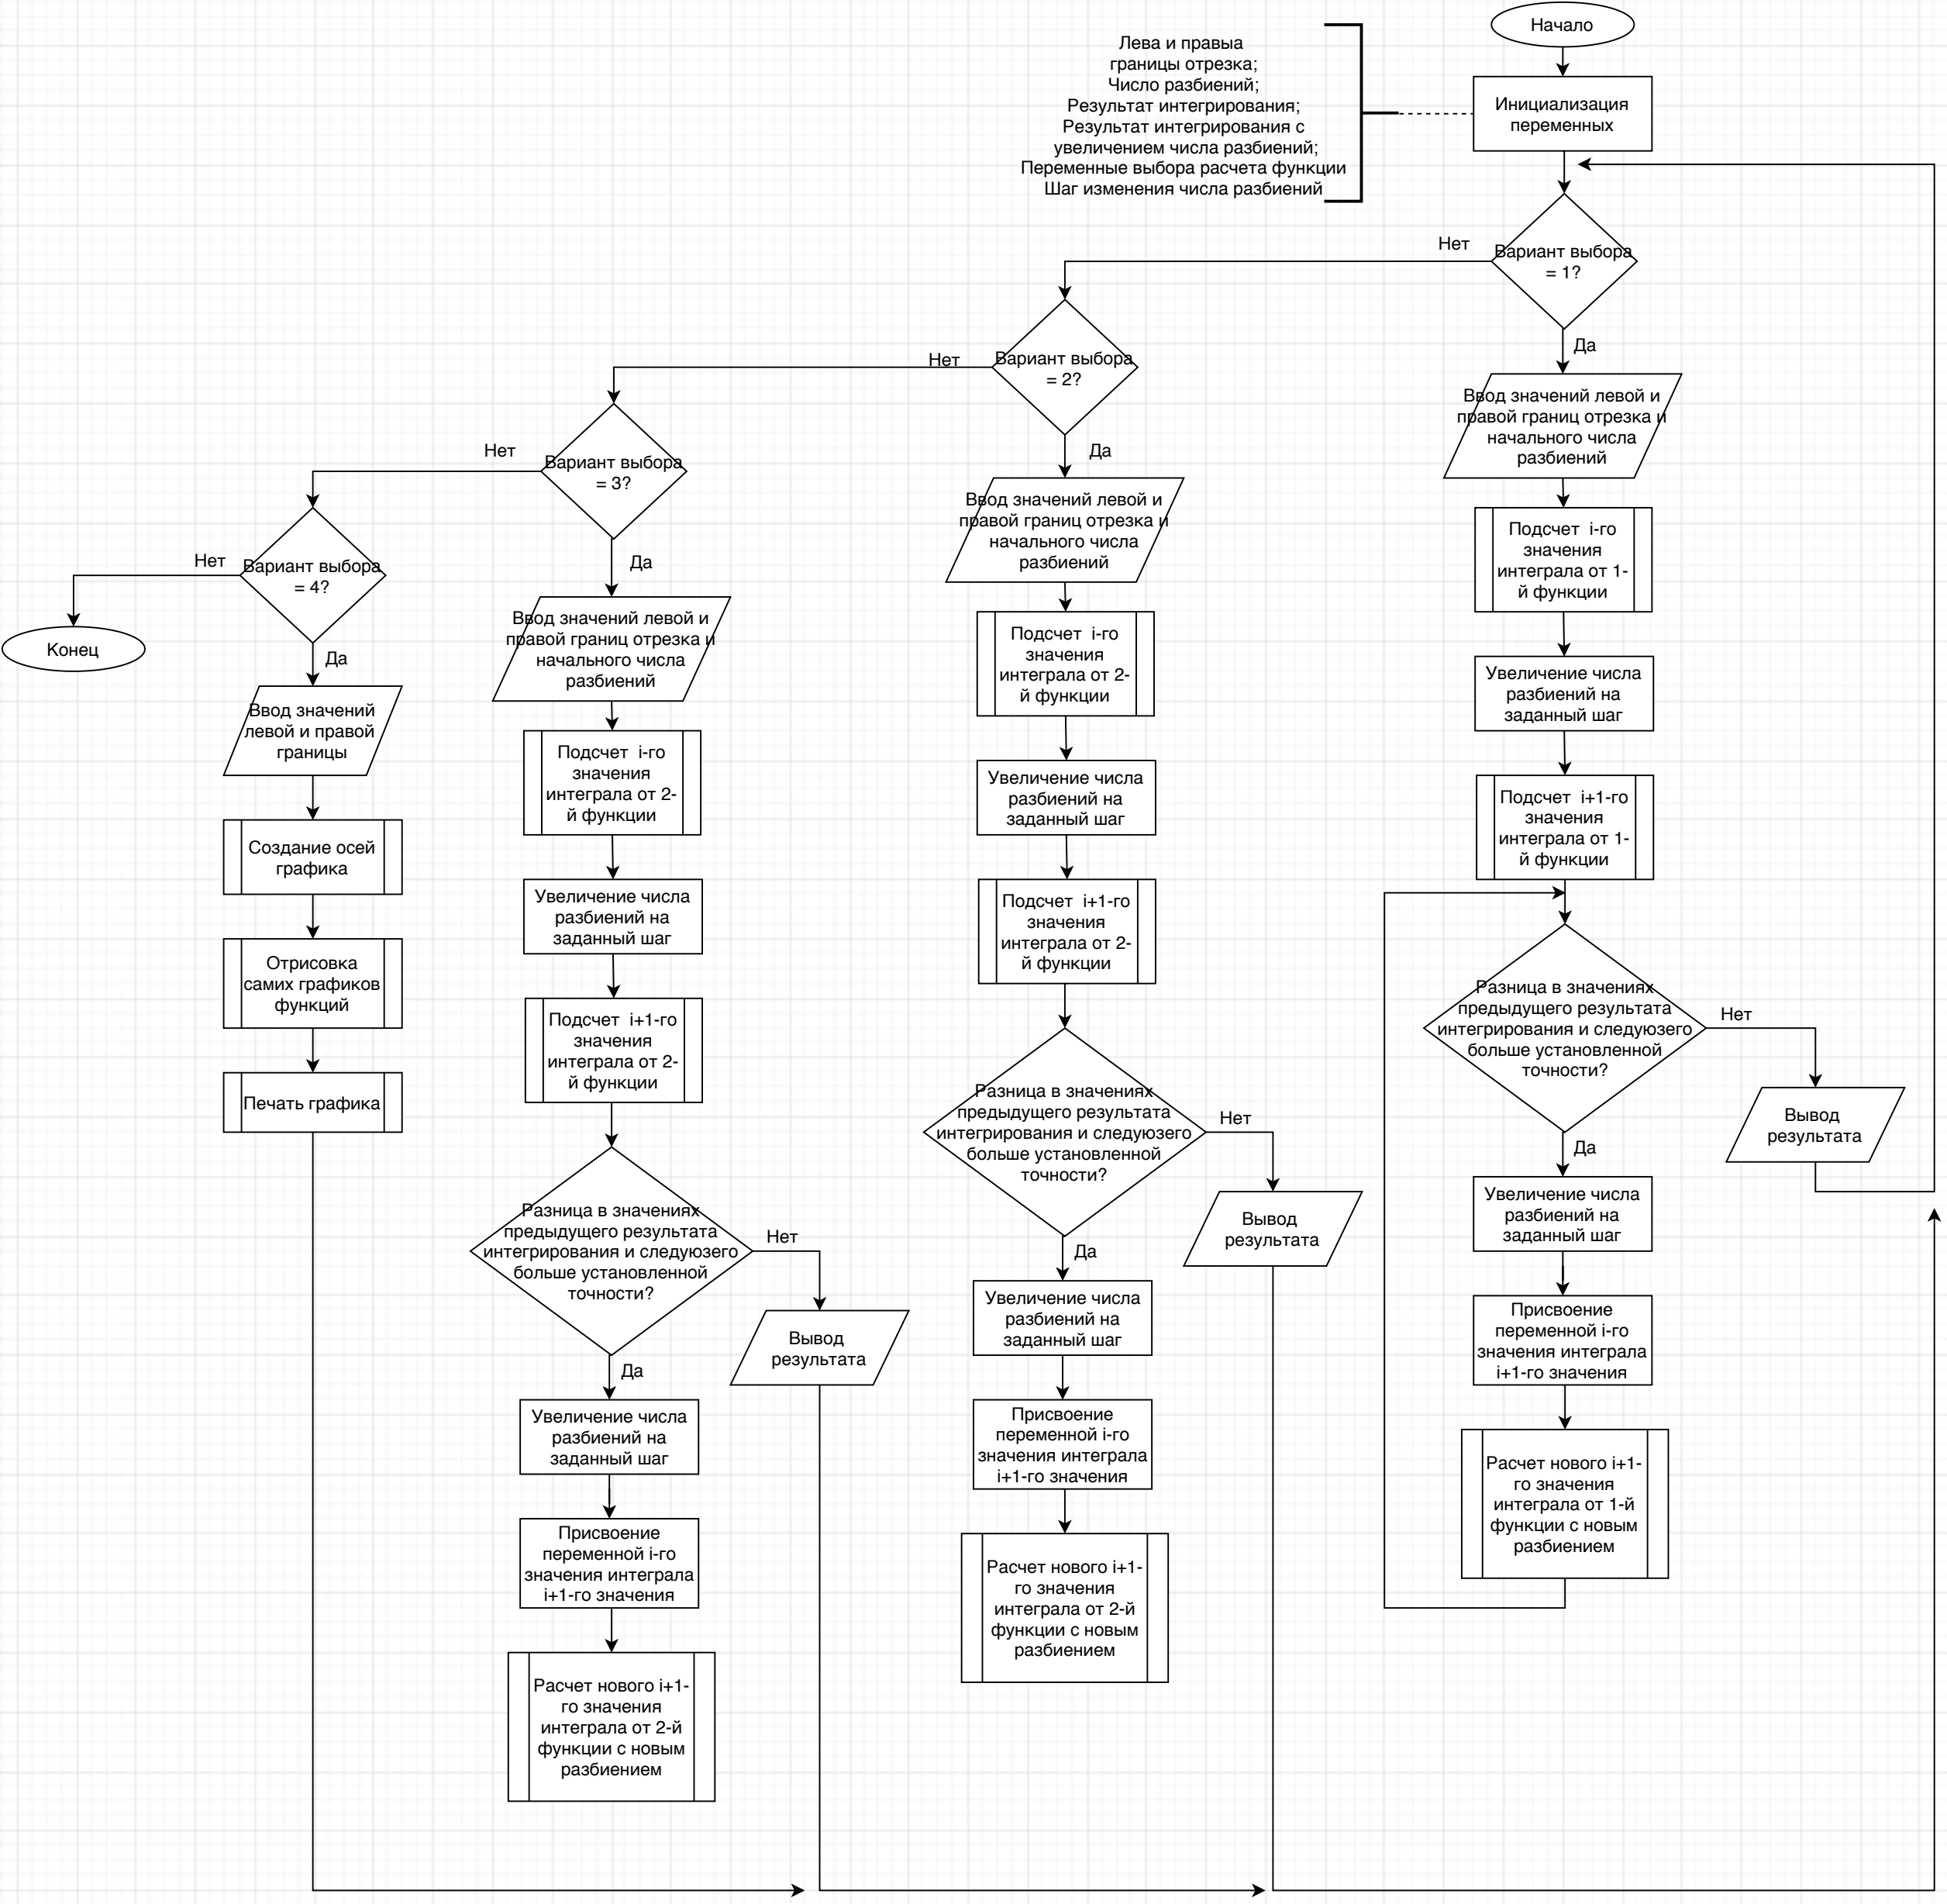 Начало
Лева и правыа
границы отрезка;
Число разбиений;
Результат интегрирования;
Результат интегрирования с
увеличением числа разбиений;
Переменные выбора расчета функции
Шаг изменения числа разбиений
Инициализация
переменных
Вариант выбора
= 1?
Нет
Да
Ввод значений левой и
правой границ отрезка и
начального числа
разбиений
Подсчет i-го
значения
интеграла от 1-
й функции
Увеличение числа
разбиений на
заданный шаг
Подсчет i+1-го
значения
интеграла от 1-
й функции
Разница в значениях
предыдущего результата
интегрирования и следуюзего
больше установленной
точности?
Нет
Вывод
результата
Да
Увеличение числа
разбиений на
заданный шаг
Присвоение
переменной i-го
значения интеграла
i+1-го значения
Расчет нового i+1-
го значения
интеграла от 1-й
функции с новым
разбиением
Вариант выбора
= 2?
Нет
Да
Ввод значений левой и
правой границ отрезка и
начального числа
разбиений
Подсчет i-го
значения
интеграла от 2-
й функции
Увеличение числа
разбиений на
заданный шаг
Подсчет i+1-го
значения
интеграла от 2-
й функции
Разница в значениях
предыдущего результата
интегрирования и следуюзего
больше установленной
точности?
Нет
Вывод
результата
Да
Увеличение числа
разбиений на
заданный шаг
Присвоение
переменной i-го
значения интеграла
i+1-го значения
Расчет нового i+1-
го значения
интеграла от 2-й
функции с новым
разбиением
Вариант выбора
= 3?
Нет
Да
Ввод значений левой и
правой границ отрезка и
начального числа
разбиений
Подсчет i-го
значения
интеграла от 2-
й функции
Увеличение числа
разбиений на
заданный шаг
Подсчет i+1-го
значения
интеграла от 2-
й функции
Разница в значениях
предыдущего результата
интегрирования и следуюзего
больше установленной
точности?
Нет
Вывод
результата
Да
Увеличение числа
разбиений на
заданный шаг
Присвоение
переменной i-го
значения интеграла
i+1-го значения
Расчет нового i+1-
го значения
интеграла от 2-й
функции с новым
разбиением
Вариант выбора
= 4?
Нет
Конец
Да
Ввод значений
левой и правой
границы
Создание осей
графика
Отрисовка
самих графиков
функций
Печать графика